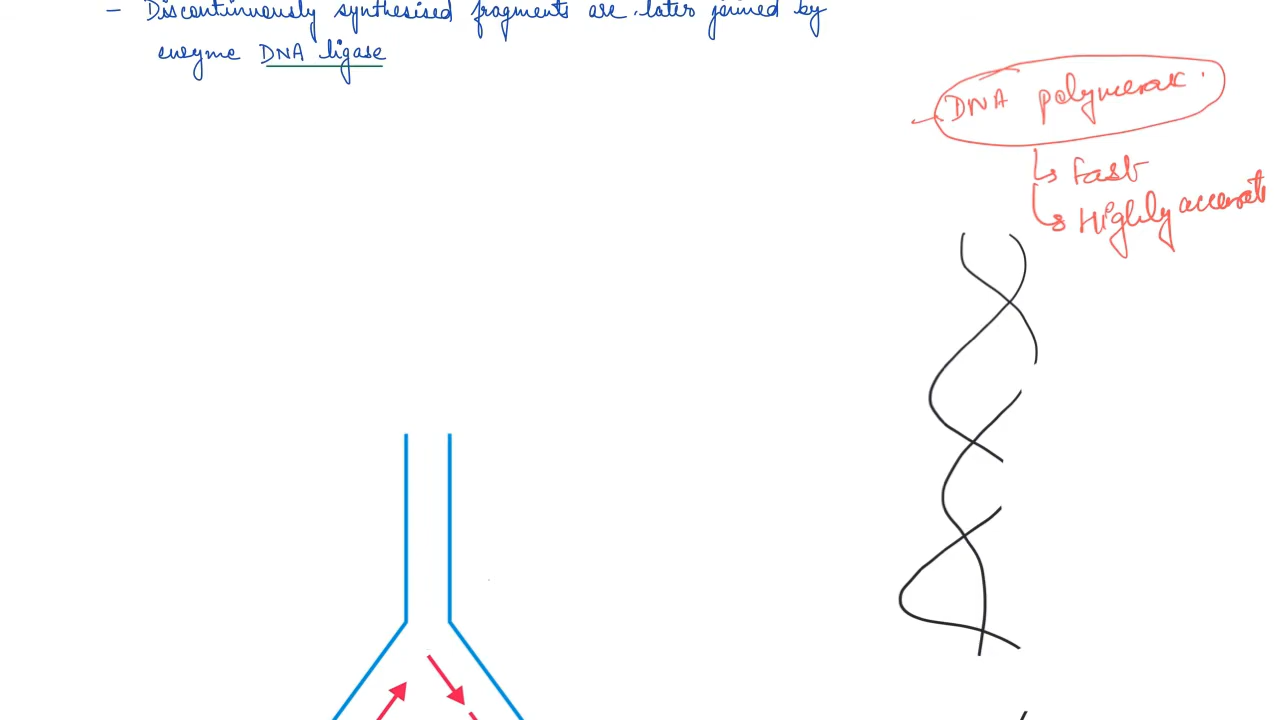 - Discontinuously synthesised fragments are later joined by
enzyme DNA ligase
DNA polymerase
Fast
Highly accurate